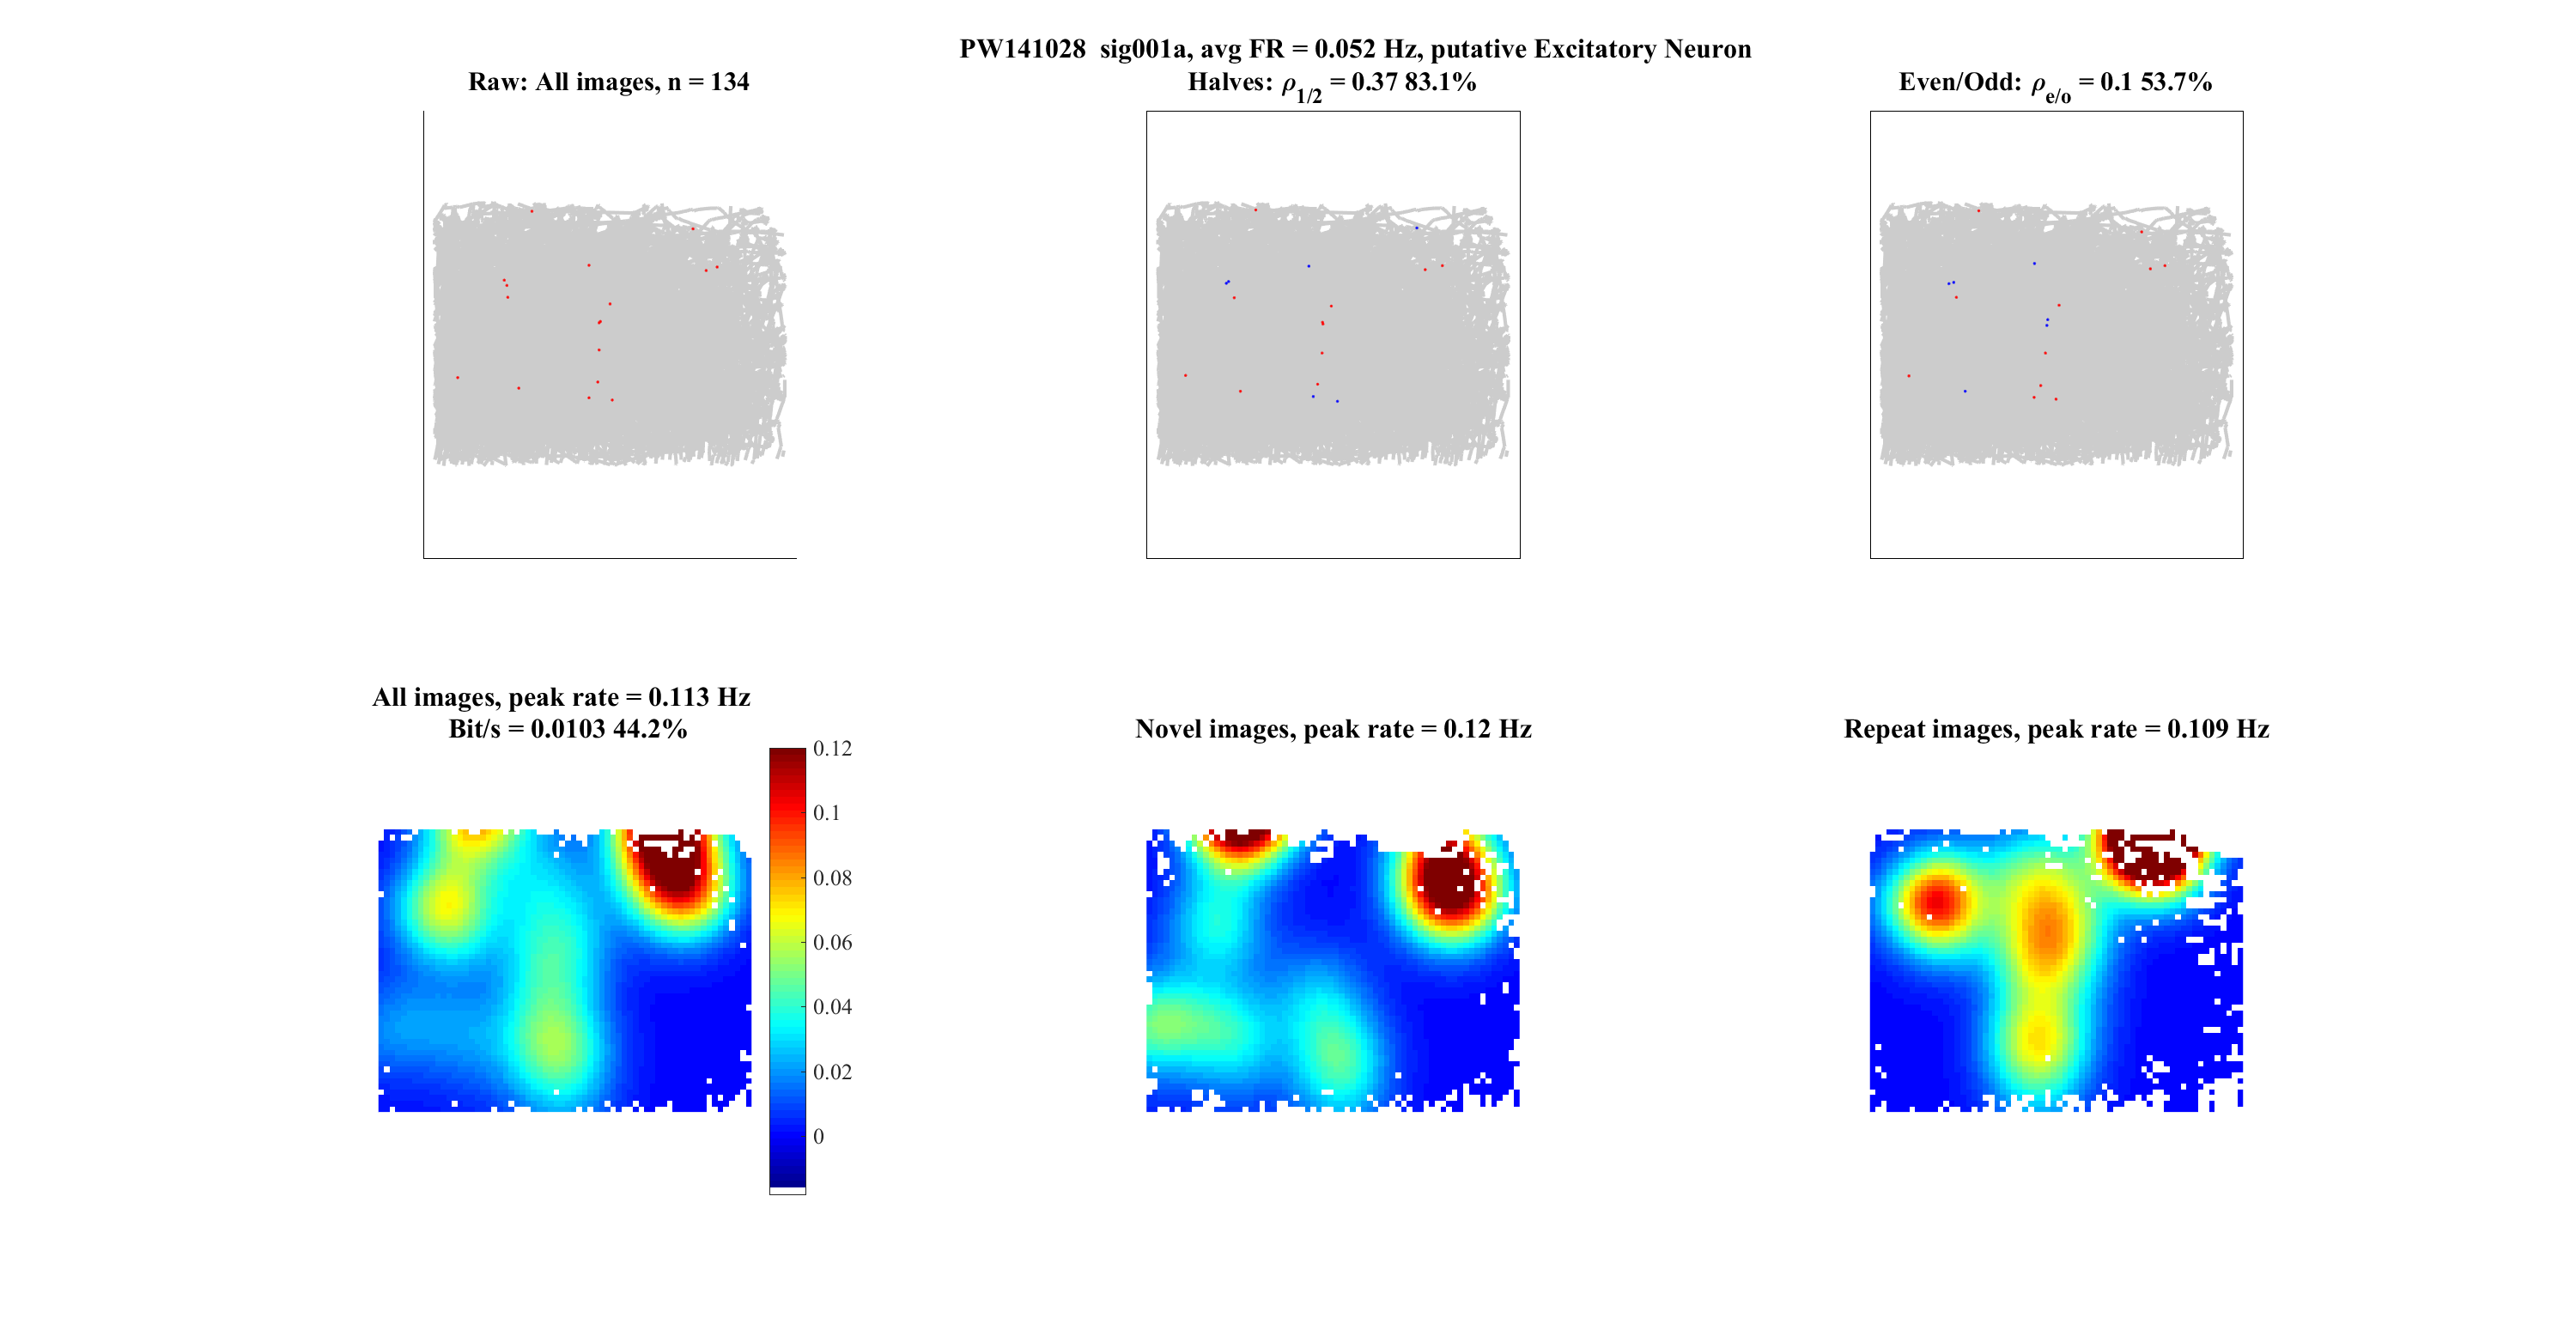 PW141028  sig001a, avg FR = 0.052 Hz, putative Excitatory Neuron
Raw: All images, n = 134
Halves: ρ1/2 = 0.37 83.1%
Even/Odd: ρe/o = 0.1 53.7%
All images, peak rate = 0.113 Hz
Bit/s = 0.0103 44.2%
Novel images, peak rate = 0.12 Hz
Repeat images, peak rate = 0.109 Hz
0.12
0.1
0.08
0.06
0.04
0.02
0